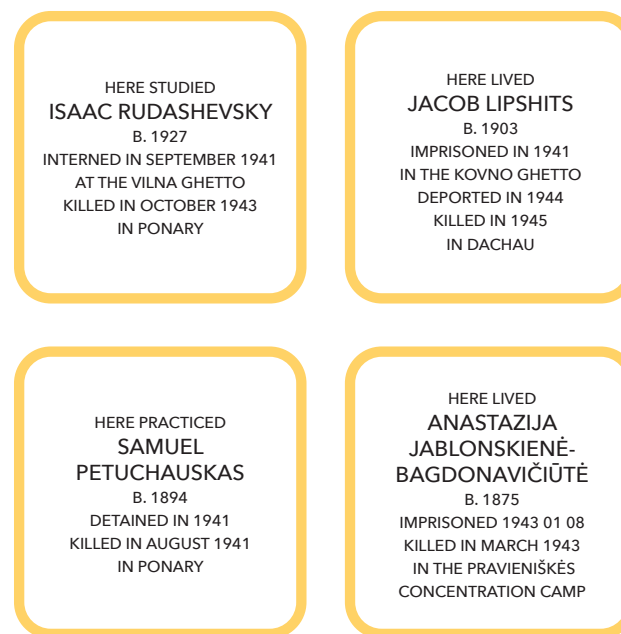 HERE STUDIED
ISAAC RUDASHEVSKY
B. 1927
INTERNED IN SEPTEMBER 1941
AT THE VILNA GHETTO
KILLED IN OCTOBER 1943
IN PONARY
HERE LIVED
JACOB LIPSHITS
B. 1903
IMPRISONED IN 1941
IN THE KOVNO GHETTO
DEPORTED IN 1944
KILLED IN 1945
IN DACHAU
HERE PRACTICED
SAMUEL
PETUCHAUSKAS
B. 1894
DETAINED IN 1941
KILLED IN AUGUST 1941
IN PONARY
HERE LIVED
ANASTAZIJA
JABLONSKIENĖ-
BAGDONAVIČIŪTĖ
B. 1875
IMPRISONED 1943 01 08
KILLED IN MARCH 1943
IN THE PRAVIENIŠKĖS
CONCENTRATION CAMP